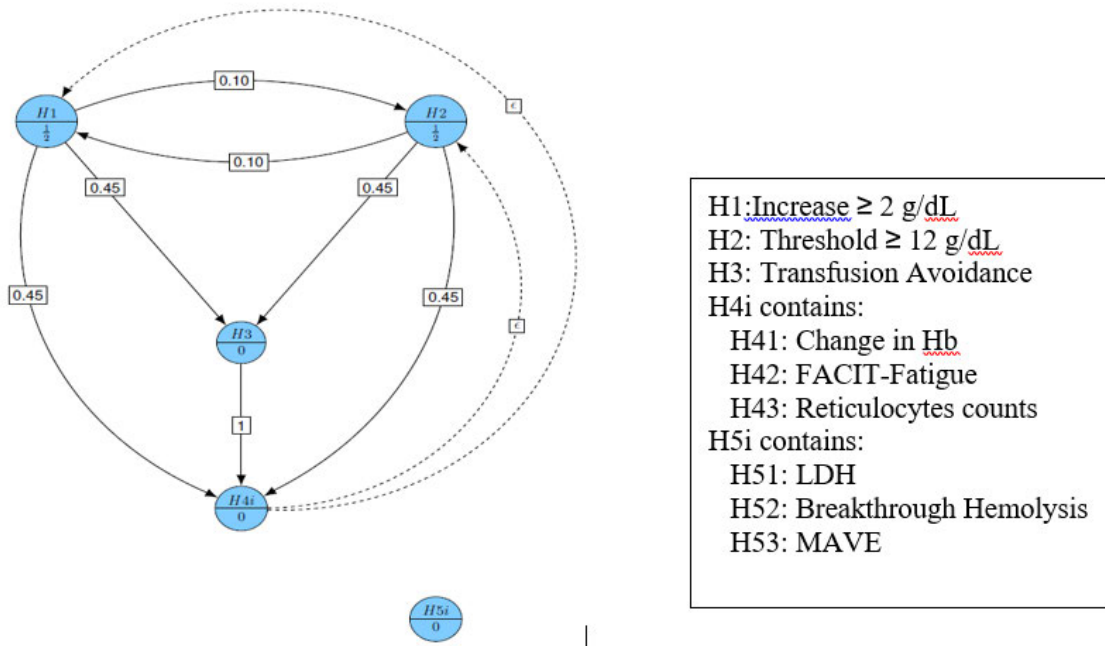 0.10
ϵ
H1
1/2
H2
1/2
0.10
0.45
0.45
0.45
0.45
H3
0
ϵ
1
H4i
0
H5i
0
H1:Increase ≥ 2 g/dL
H2: Threshold ≥ 12 g/dL
H3: Transfusion Avoidance
H4i contains:
H41: Change in Hb
H42: FACIT-Fatigue
H43: Reticulocytes counts
H5i contains:
H51: LDH
H52: Breakthrough Hemolysis
H53: MAVE